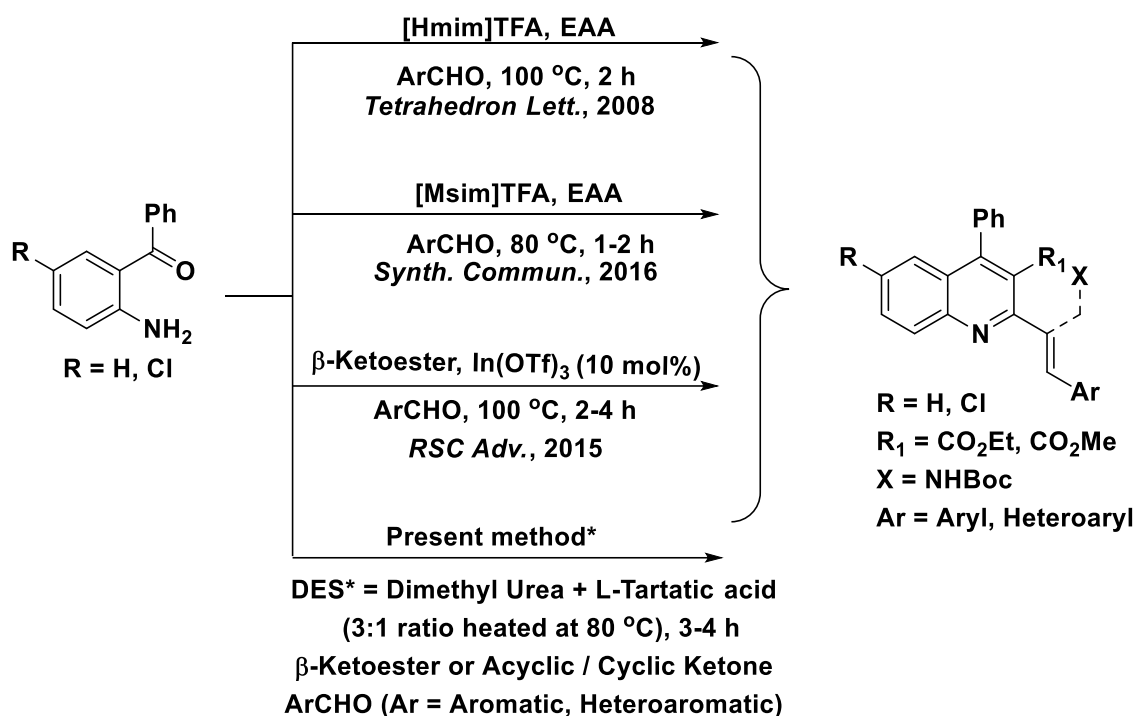 [Hmim]TFA, EAA
ArCHO, 100 °C, 2 h
Tetrahedron Lett., 2008
[Msim]TFA, EAA
ArCHO, 80 °C, 1-2 h
Synth. Commun., 2016
Ph
R
O
NH₂
R = H, Cl
β-Ketoester, In(OTf)₃ (10 mol%)
ArCHO, 100 °C, 2-4 h
RSC Adv., 2015
Present method*
DES* = Dimethyl Urea + L-Tartatic acid
(3:1 ratio heated at 80 °C), 3-4 h
β-Ketoester or Acyclic / Cyclic Ketone
ArCHO (Ar = Aromatic, Heteroaromatic)
Ph
R
R₁
X
N
Ar
R = H, Cl
R₁ = CO₂Et, CO₂Me
X = NHBoc
Ar = Aryl, Heteroaryl